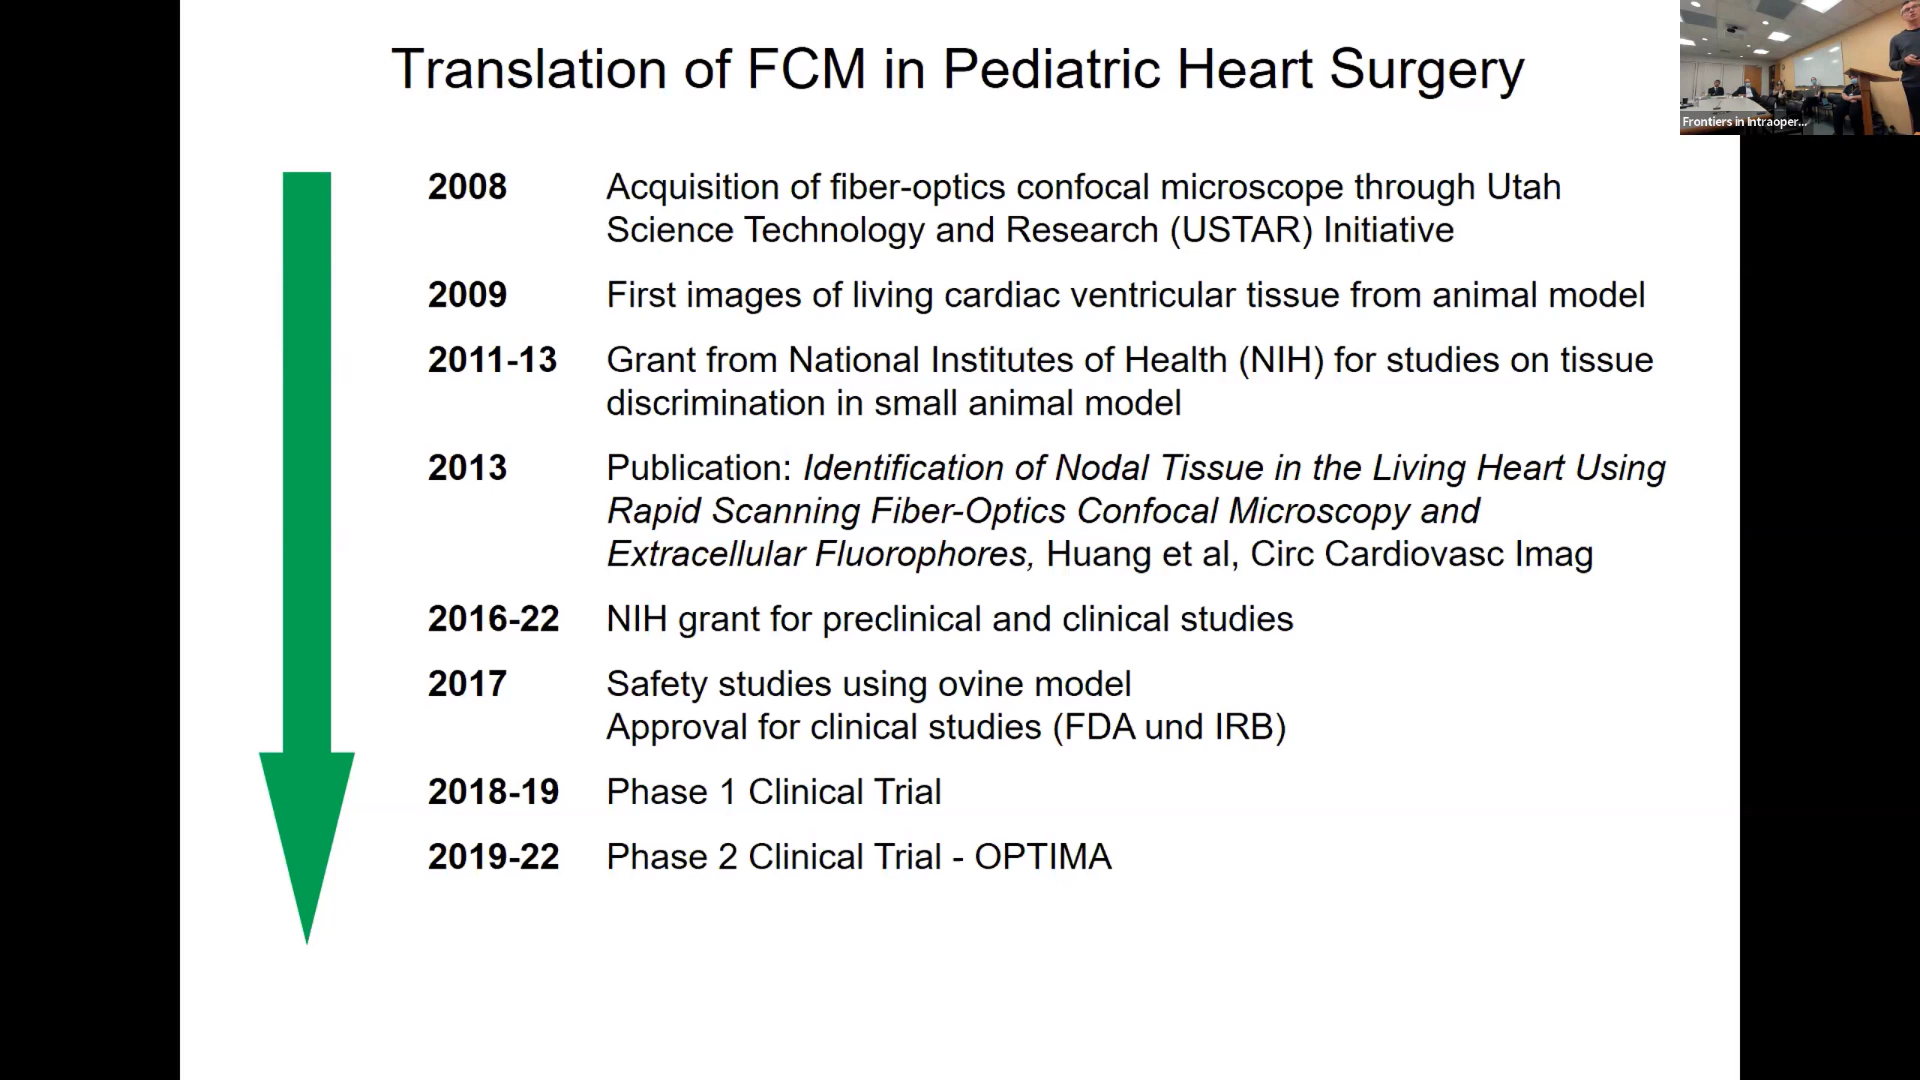 Translation of FCM in Pediatric Heart Surgery
Frontiers in Intraoper...
2008 Acquisition of fiber-optics confocal microscope through Utah
Science Technology and Research (USTAR) Initiative
2009 First images of living cardiac ventricular tissue from animal model
2011-13 Grant from National Institutes of Health (NIH) for studies on tissue
discrimination in small animal model
2013 Publication: Identification of Nodal Tissue in the Living Heart Using
Rapid Scanning Fiber-Optics Confocal Microscopy and
Extracellular Fluorophores, Huang et al, Circ Cardiovasc Imag
2016-22 NIH grant for preclinical and clinical studies
2017 Safety studies using ovine model
Approval for clinical studies (FDA und IRB)
2018-19 Phase 1 Clinical Trial
2019-22 Phase 2 Clinical Trial - OPTIMA